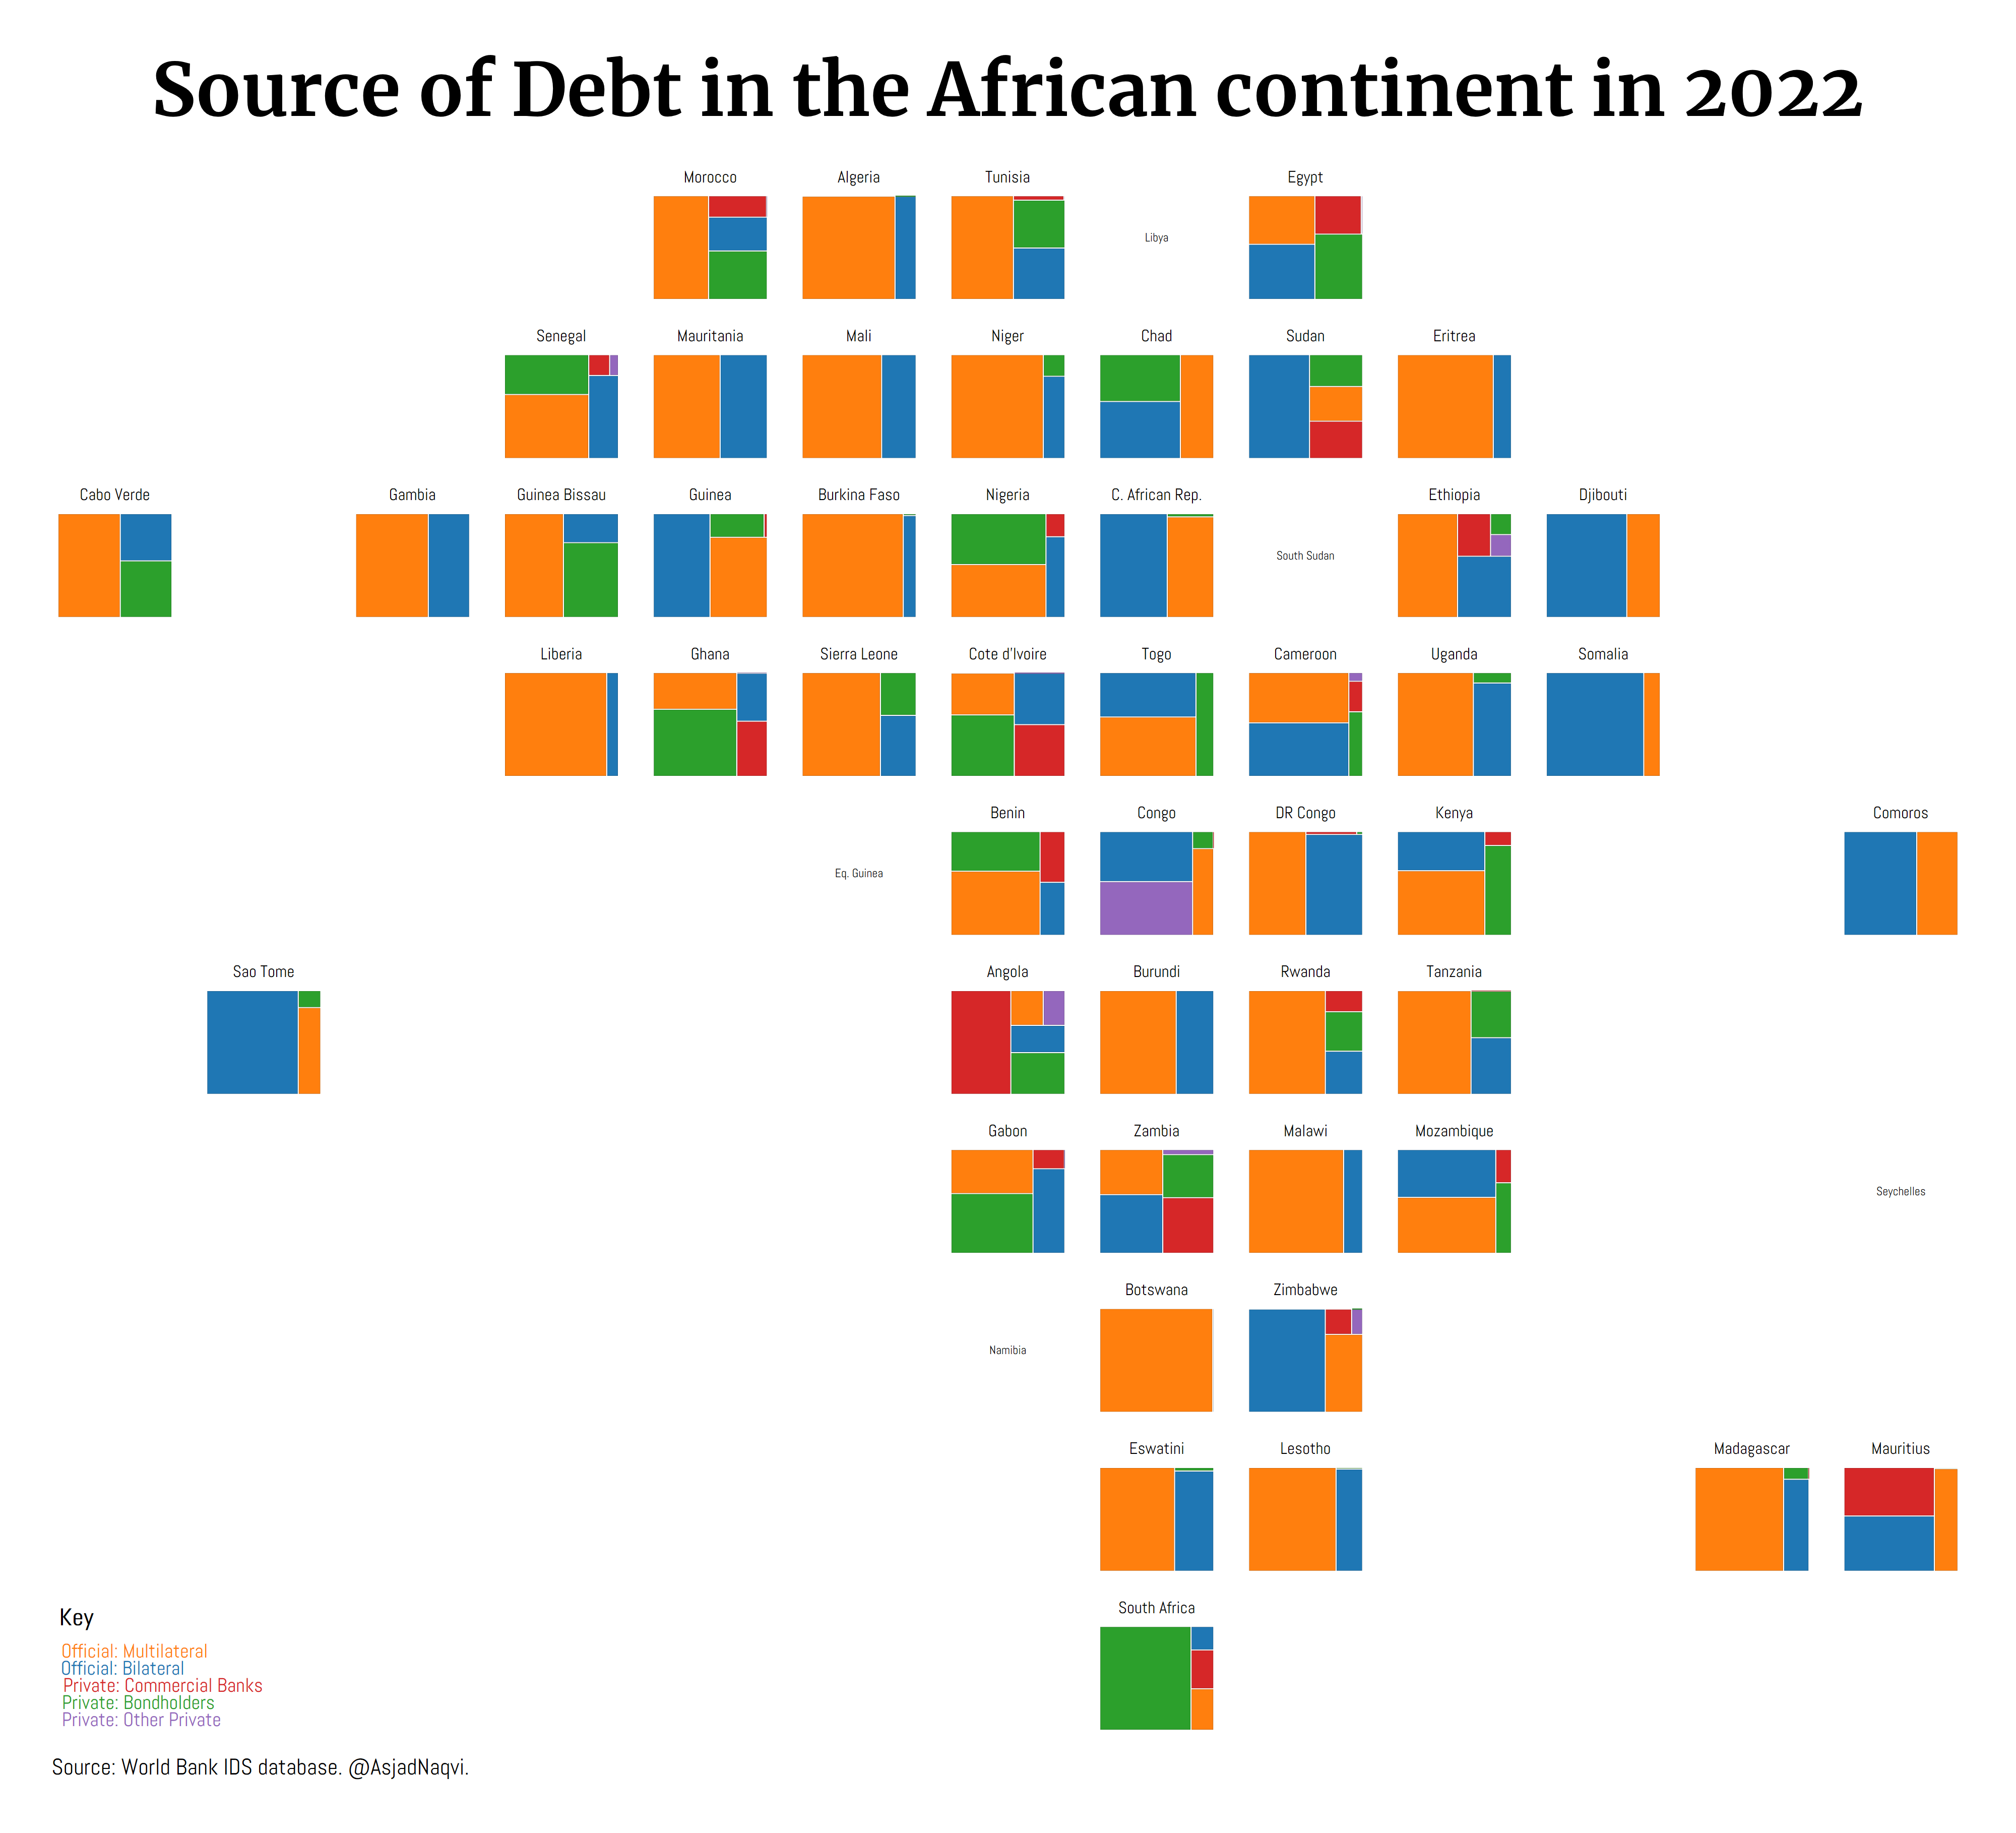 Source of Debt in the African continent in 2022
Morocco Algeria Tunisia Egypt
Libya
Senegal Mauritania Mali Niger Chad Sudan Eritrea
Cabo Verde Gambia Guinea Bissau Guinea Burkina Faso Nigeria C. African Rep. Ethiopia Djibouti
South Sudan
Liberia Ghana Sierra Leone Cote d'Ivoire Togo Cameroon Uganda Somalia
Benin Congo DR Congo Kenya Comoros
Eq. Guinea
Sao Tome Angola Burundi Rwanda Tanzania
Gabon Zambia Malawi Mozambique
Seychelles
Botswana Zimbabwe
Namibia
Eswatini Lesotho Madagascar Mauritius
South Africa
Key
Official: Multilateral
Official: Bilateral
Private: Commercial Banks
Private: Bondholders
Private: Other Private
Source: World Bank IDS database. @AsjadNaqvi.